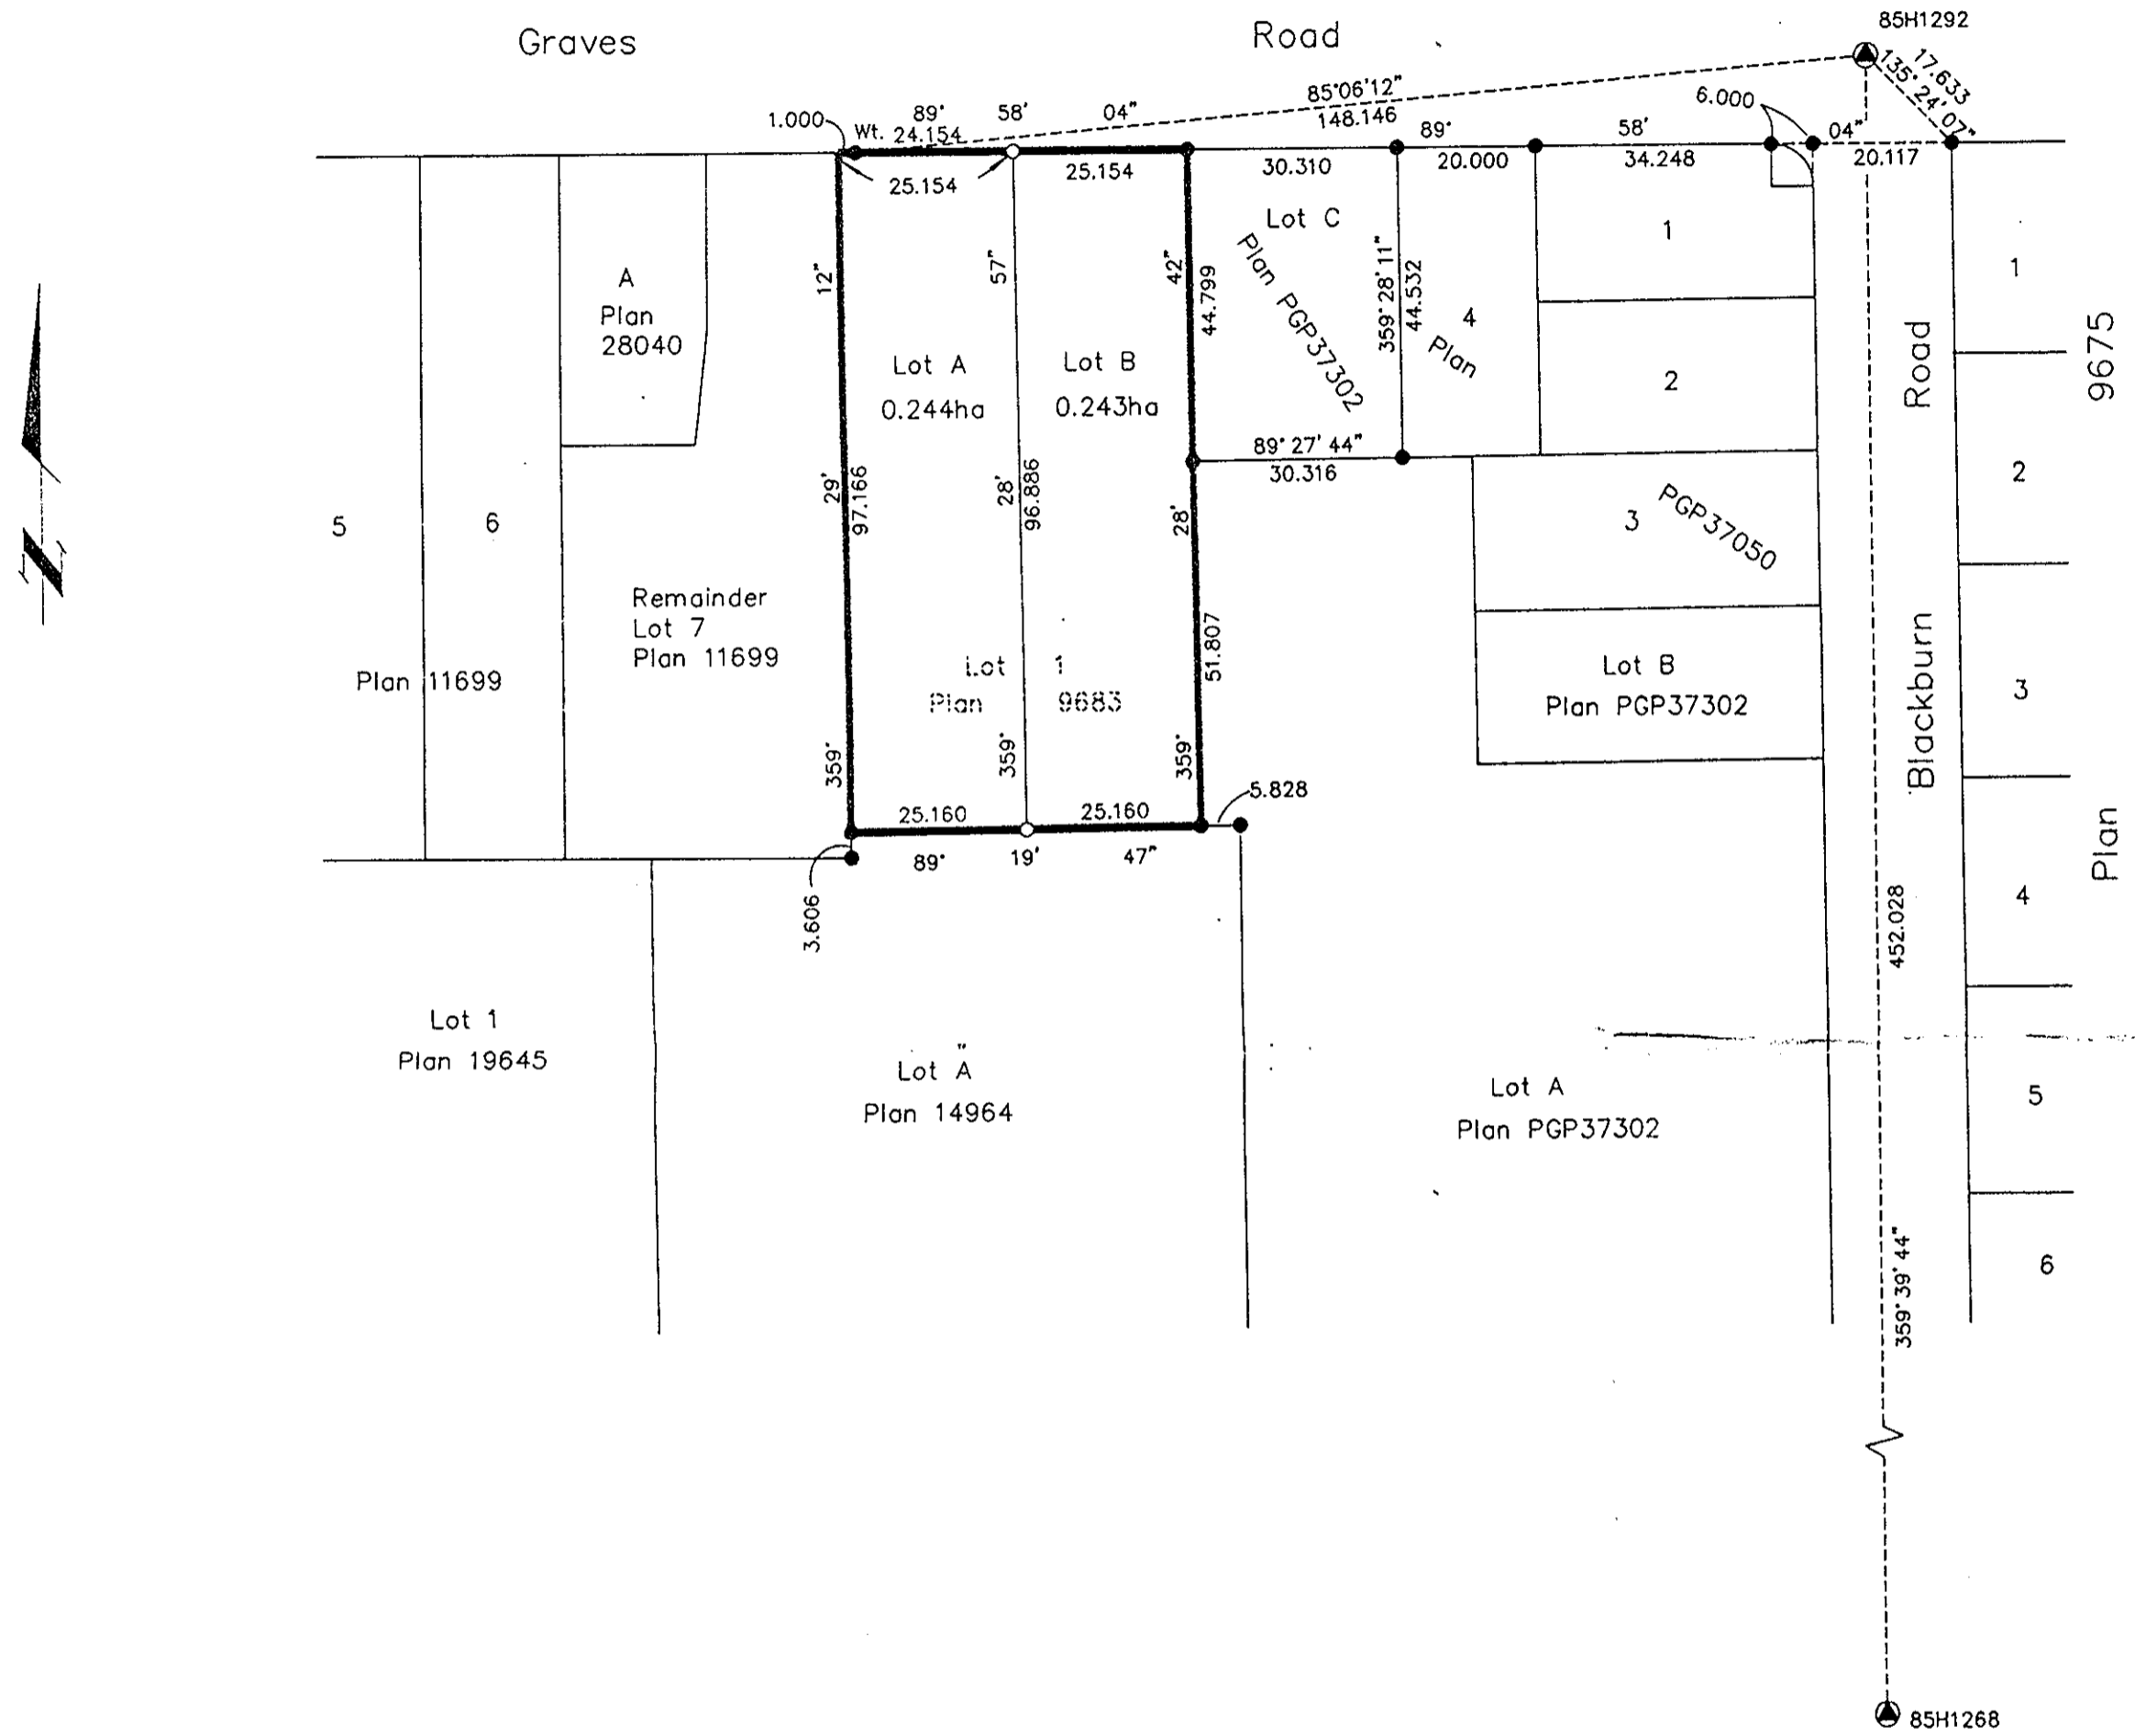 85H1292
Graves Road
17.633
135° 24' 07"
85°06'12"
148.146
6.000
1.000
89° 58' 04"
Wt. 24.154
89° 58' 04"
25.154
25.154
30.310
20.000
34.248
20.117
Lot C
Plan PGP37302
1
1
A
Plan
28040
12"
57"
42"
44.799
359° 28' 11"
44.532
4
Plan
Road
9675
Lot A
0.244ha
Lot B
0.243ha
2
89° 27' 44"
30.316
2
5
6
29'
97.166
28'
96.886
28'
3
PGP37050
Remainder
Lot 7
Plan 11699
Plan 11699
Lot 1
Plan 9683
51.807
Lot B
Plan PGP37302
3
Blackburn
359°
359°
359°
5.828
25.160
25.160
89° 19' 47"
3.606
Plan
4
452.028
Lot 1
Plan 19645
Lot A
Plan 14964
Lot A
Plan PGP37302
5
6
359° 39' 44"
N
85H1268